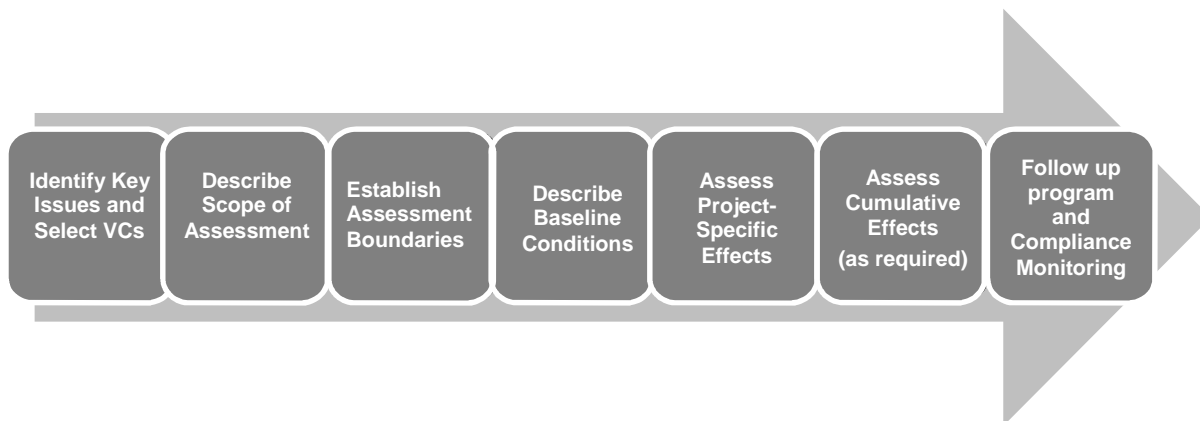 Identify Key
Issues and
Select VCs
Describe
Scope of
Assessment
Establish
Assessment
Boundaries
Describe
Baseline
Conditions
Assess
Project-
Specific
Effects
Assess
Cumulative
Effects
(as required)
Follow up
program
and
Compliance
Monitoring